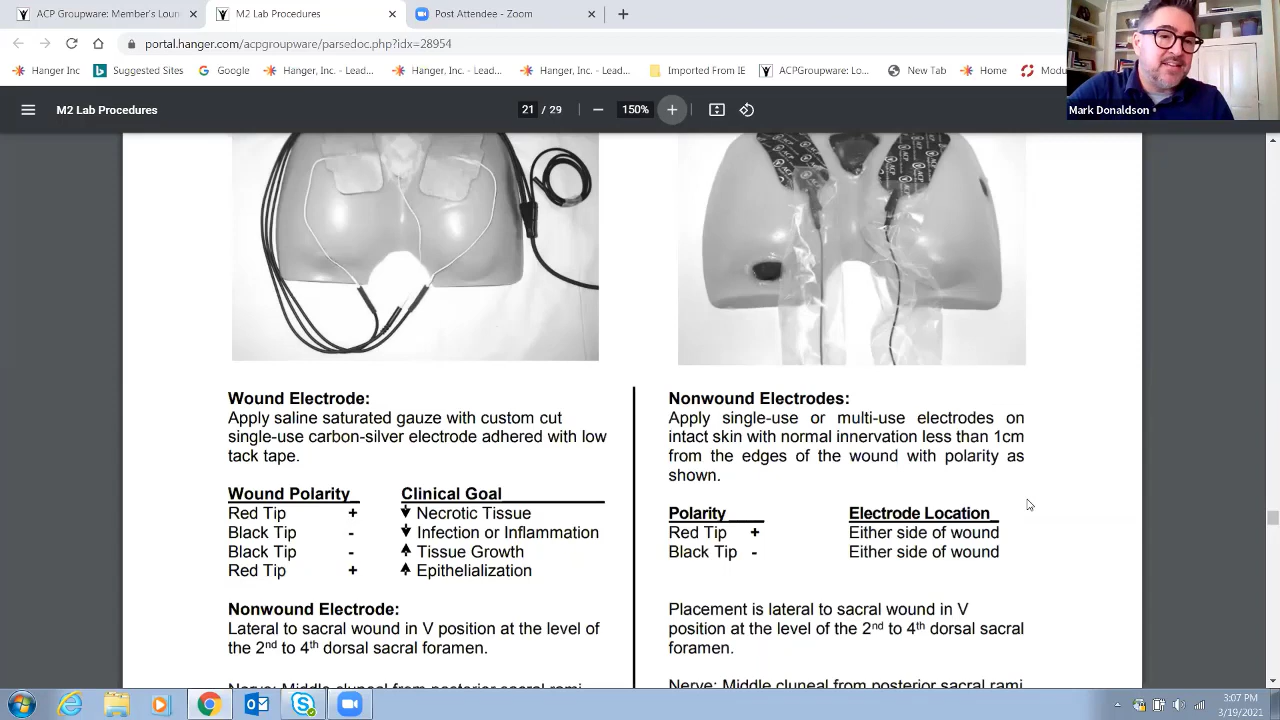 ACP Groupware: Member's Loun
M2 Lab Procedures
Post Attendee - Zoom
portal.hanger.com/acpgroupware/parsedoc.php?idx=28954
Hanger Inc
Suggested Sites
Google
Hanger, Inc. - Lead...
Hanger, Inc. - Lead...
Hanger, Inc. - Lead...
Imported From IE
ACPGroupware: Lo...
New Tab
Home
Modu
Mark Donaldson
M2 Lab Procedures
21 / 29
150%
Wound Electrode:
Apply saline saturated gauze with custom cut
single-use carbon-silver electrode adhered with low
tack tape.
Wound Polarity Clinical Goal
Red Tip + Necrotic Tissue
Black Tip - Infection or Inflammation
Black Tip - Tissue Growth
Red Tip + Epithelialization
Nonwound Electrode:
Lateral to sacral wound in V position at the level of
the 2nd to 4th dorsal sacral foramen.
Nerve: Middle cluneal from posterior sacral rami
Nonwound Electrodes:
Apply single-use or multi-use electrodes on
intact skin with normal innervation less than 1cm
from the edges of the wound with polarity as
shown.
Polarity Electrode Location
Red Tip + Either side of wound
Black Tip - Either side of wound
Placement is lateral to sacral wound in V
position at the level of the 2nd to 4th dorsal sacral
foramen.
Nerve: Middle cluneal from posterior sacral rami
3:07 PM
3/19/2021